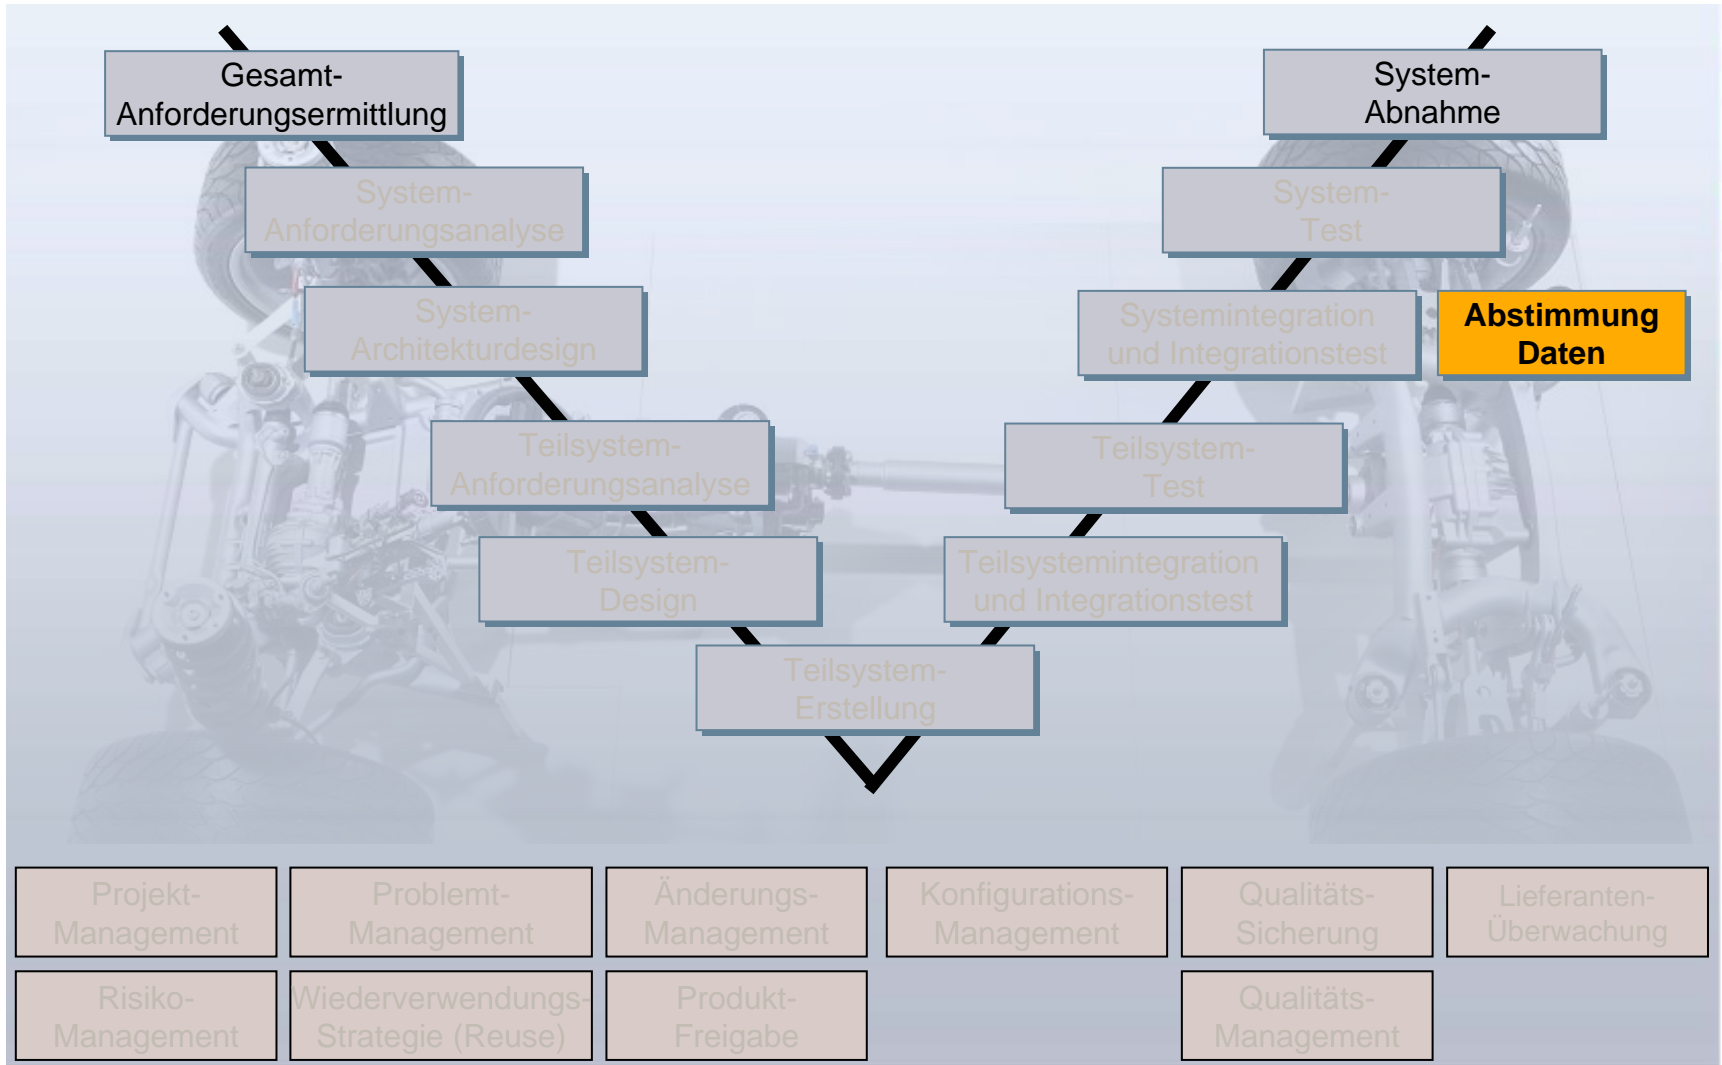 Gesamt-
Anforderungsermittlung
System-
Abnahme
System-
Anforderungsanalyse
System-
Test
System-
Architekturdesign
Systemintegration
und Integrationstest
Abstimmung
Daten
Teilsystem-
Anforderungsanalyse
Teilsystem-
Test
Teilsystem-
Design
Teilsystemintegration
und Integrationstest
Teilsystem-
Erstellung
Projekt-
Management
Problemt-
Management
Änderungs-
Management
Konfigurations-
Management
Qualitäts-
Sicherung
Lieferanten-
Überwachung
Risiko-
Management
Wiederverwendungs-
Strategie (Reuse)
Produkt-
Freigabe
Qualitäts-
Management